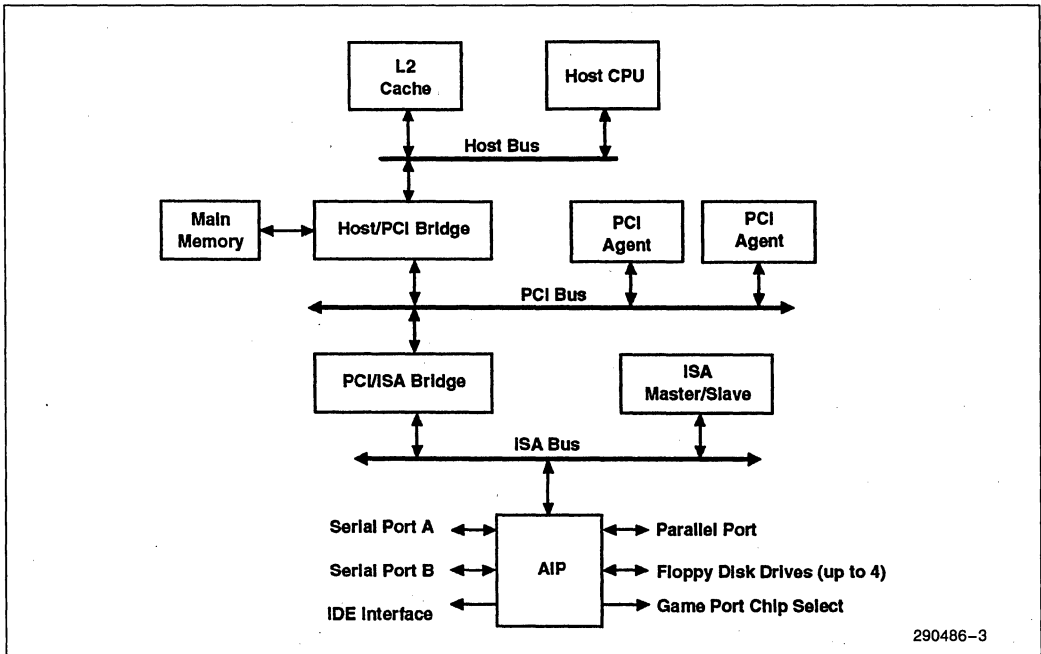 L2
Cache
Host CPU
Host Bus
Main
Memory
Host/PCI Bridge
PCI
Agent
PCI
Agent
PCI Bus
PCI/ISA Bridge
ISA
Master/Slave
ISA Bus
Serial Port A
Serial Port B
IDE Interface
AIP
Parallel Port
Floppy Disk Drives (up to 4)
Game Port Chip Select
290486–3